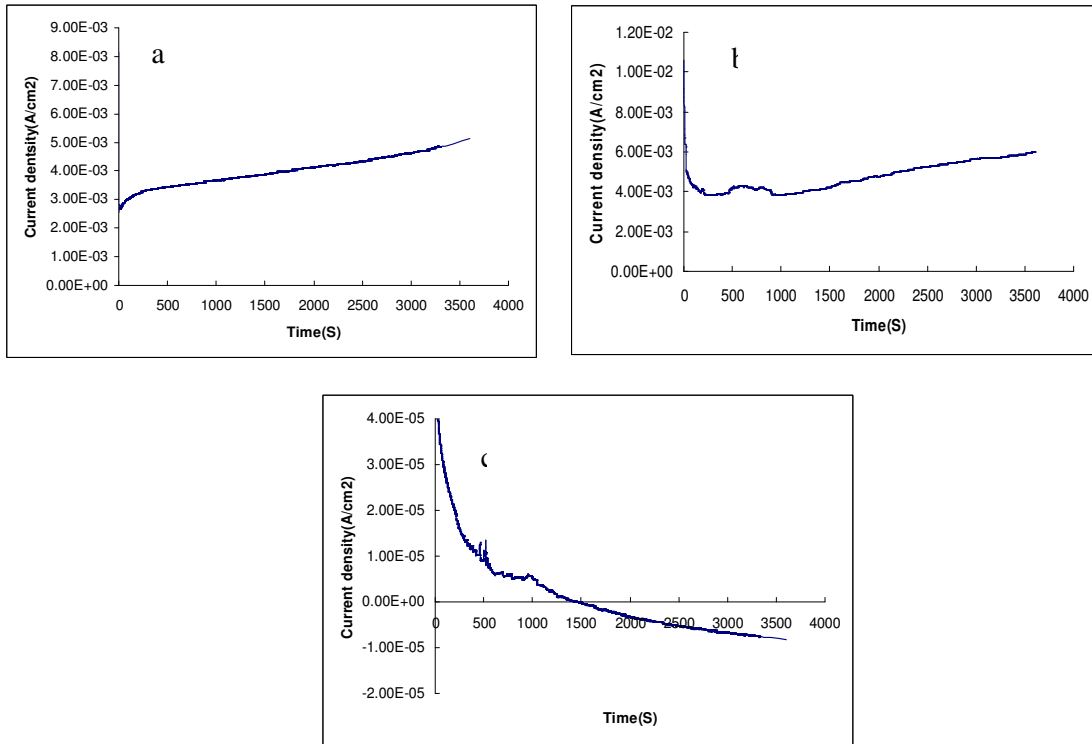 a
Current dentsity(A/cm2)
9.00E-03
8.00E-03
7.00E-03
6.00E-03
5.00E-03
4.00E-03
3.00E-03
2.00E-03
1.00E-03
0.00E+00
0 500 1000 1500 2000 2500 3000 3500 4000
Time(S)
b
Current density(A/cm2)
1.20E-02
1.00E-02
8.00E-03
6.00E-03
4.00E-03
2.00E-03
0.00E+00
0 500 1000 1500 2000 2500 3000 3500 4000
Time(S)
c
Current density(A/cm2)
4.00E-05
3.00E-05
2.00E-05
1.00E-05
0.00E+00
-1.00E-05
-2.00E-05
0 500 1000 1500 2000 2500 3000 3500 4000
Time(S)